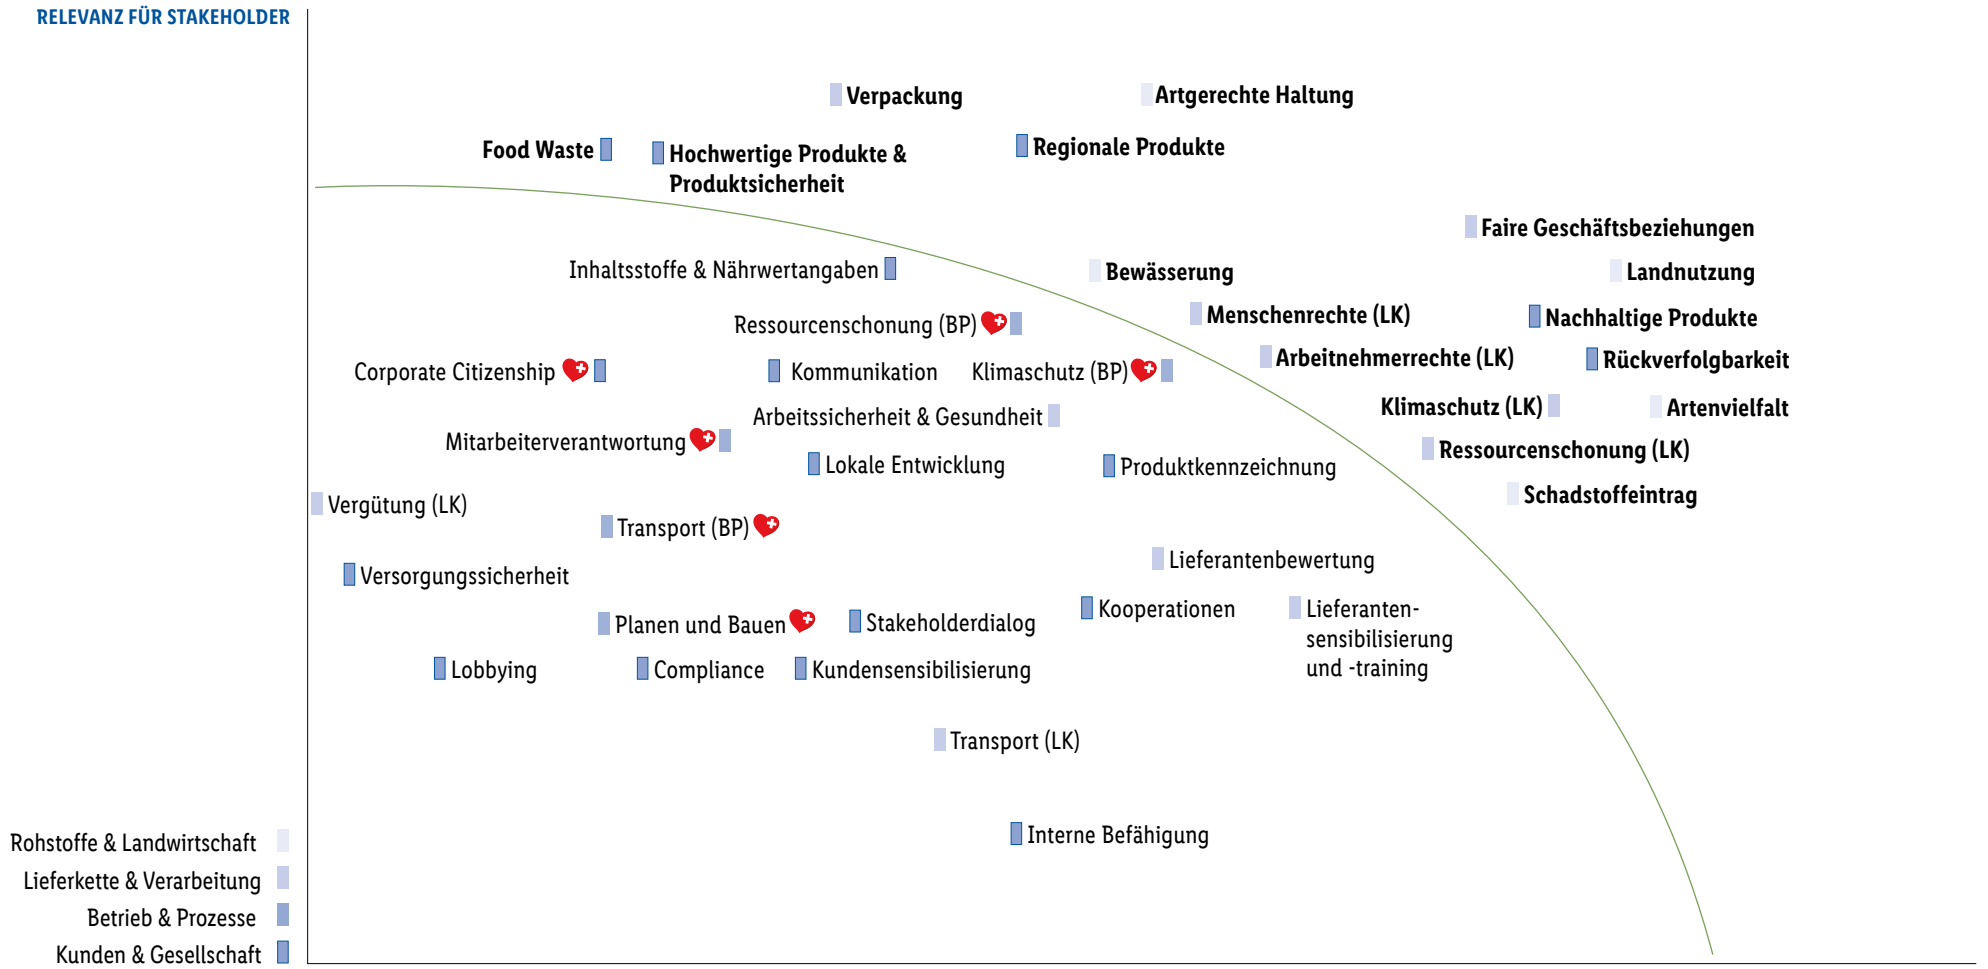 RELEVANZ FÜR STAKEHOLDER
Verpackung
Artgerechte Haltung
Food Waste
Hochwertige Produkte &
Produktsicherheit
Regionale Produkte
Faire Geschäftsbeziehungen
Inhaltsstoffe & Nährwertangaben
Bewässerung
Landnutzung
Ressourcenschonung (BP)
Menschenrechte (LK)
Nachhaltige Produkte
Corporate Citizenship
Kommunikation
Klimaschutz (BP)
Arbeitnehmerrechte (LK)
Rückverfolgbarkeit
Arbeitssicherheit & Gesundheit
Klimaschutz (LK)
Artenvielfalt
Mitarbeiterverantwortung
Ressourcenschonung (LK)
Lokale Entwicklung
Produktkennzeichnung
Schadstoffeintrag
Vergütung (LK)
Transport (BP)
Lieferantenbewertung
Versorgungssicherheit
Kooperationen
Lieferanten-
sensibilisierung
und -training
Planen und Bauen
Stakeholderdialog
Lobbying
Compliance
Kundensensibilisierung
Transport (LK)
Interne Befähigung
Rohstoffe & Landwirtschaft
Lieferkette & Verarbeitung
Betrieb & Prozesse
Kunden & Gesellschaft